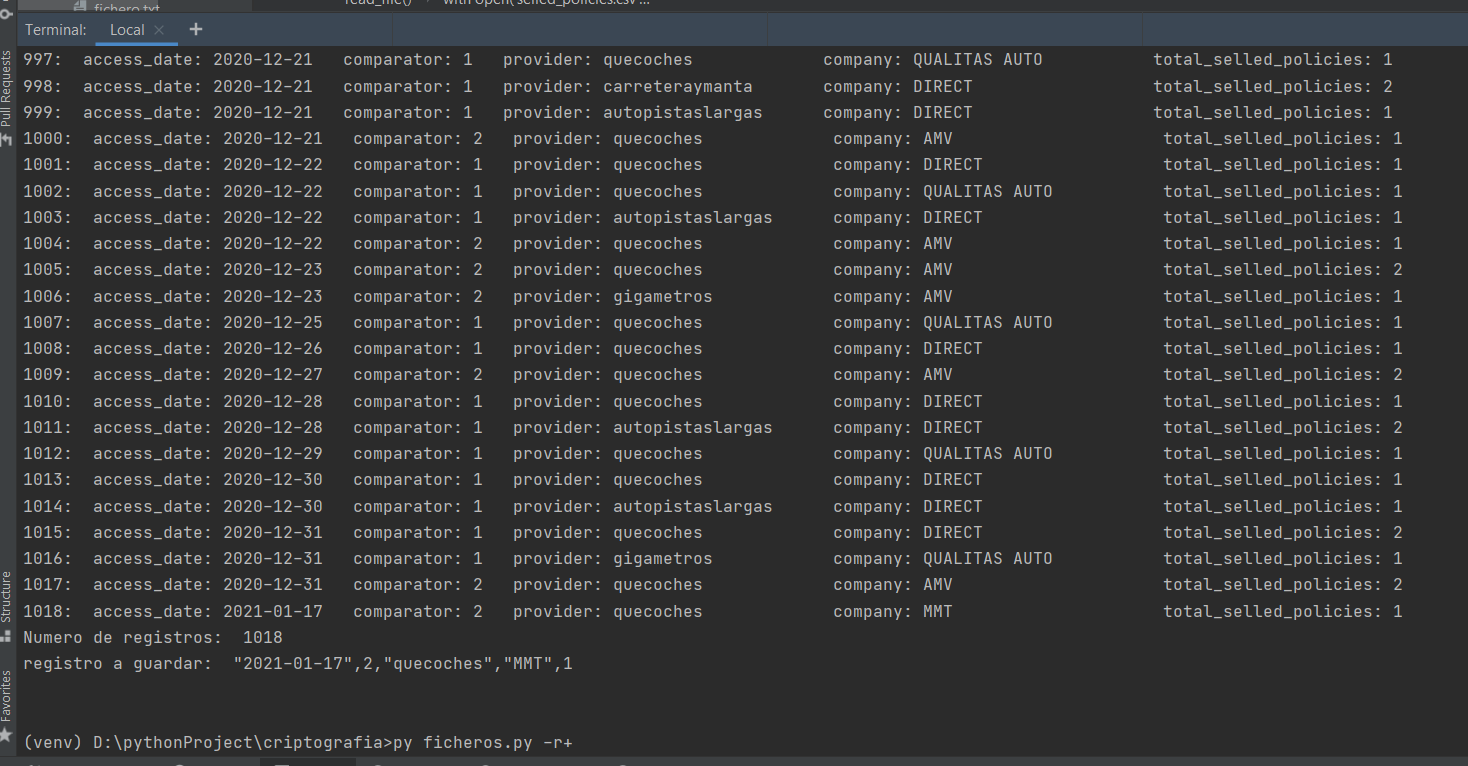 fichero.txt
read_file() with open('selled_policies.csv'...
Terminal: Local × +
997: access_date: 2020-12-21 comparator: 1 provider: quecoches company: QUALITAS AUTO total_selled_policies: 1
998: access_date: 2020-12-21 comparator: 1 provider: carreteraymanta company: DIRECT total_selled_policies: 2
999: access_date: 2020-12-21 comparator: 1 provider: autopistaslargas company: DIRECT total_selled_policies: 1
1000: access_date: 2020-12-21 comparator: 2 provider: quecoches company: AMV total_selled_policies: 1
1001: access_date: 2020-12-22 comparator: 1 provider: quecoches company: DIRECT total_selled_policies: 1
1002: access_date: 2020-12-22 comparator: 1 provider: quecoches company: QUALITAS AUTO total_selled_policies: 1
1003: access_date: 2020-12-22 comparator: 1 provider: autopistaslargas company: DIRECT total_selled_policies: 1
1004: access_date: 2020-12-22 comparator: 2 provider: quecoches company: AMV total_selled_policies: 1
1005: access_date: 2020-12-23 comparator: 2 provider: quecoches company: AMV total_selled_policies: 2
1006: access_date: 2020-12-23 comparator: 2 provider: gigametros company: AMV total_selled_policies: 1
1007: access_date: 2020-12-25 comparator: 1 provider: quecoches company: QUALITAS AUTO total_selled_policies: 1
1008: access_date: 2020-12-26 comparator: 1 provider: quecoches company: DIRECT total_selled_policies: 1
1009: access_date: 2020-12-27 comparator: 2 provider: quecoches company: AMV total_selled_policies: 2
1010: access_date: 2020-12-28 comparator: 1 provider: quecoches company: DIRECT total_selled_policies: 1
1011: access_date: 2020-12-28 comparator: 1 provider: autopistaslargas company: DIRECT total_selled_policies: 2
1012: access_date: 2020-12-29 comparator: 1 provider: quecoches company: QUALITAS AUTO total_selled_policies: 1
1013: access_date: 2020-12-30 comparator: 1 provider: quecoches company: DIRECT total_selled_policies: 1
1014: access_date: 2020-12-30 comparator: 1 provider: autopistaslargas company: DIRECT total_selled_policies: 1
1015: access_date: 2020-12-31 comparator: 1 provider: quecoches company: DIRECT total_selled_policies: 2
1016: access_date: 2020-12-31 comparator: 1 provider: gigametros company: QUALITAS AUTO total_selled_policies: 1
1017: access_date: 2020-12-31 comparator: 2 provider: quecoches company: AMV total_selled_policies: 2
1018: access_date: 2021-01-17 comparator: 2 provider: quecoches company: MMT total_selled_policies: 1
Numero de registros: 1018
registro a guardar: "2021-01-17",2,"quecoches","MMT",1
(venv) D:\pythonProject\criptografia>py ficheros.py -r+
Pull Requests
Structure
Favorites